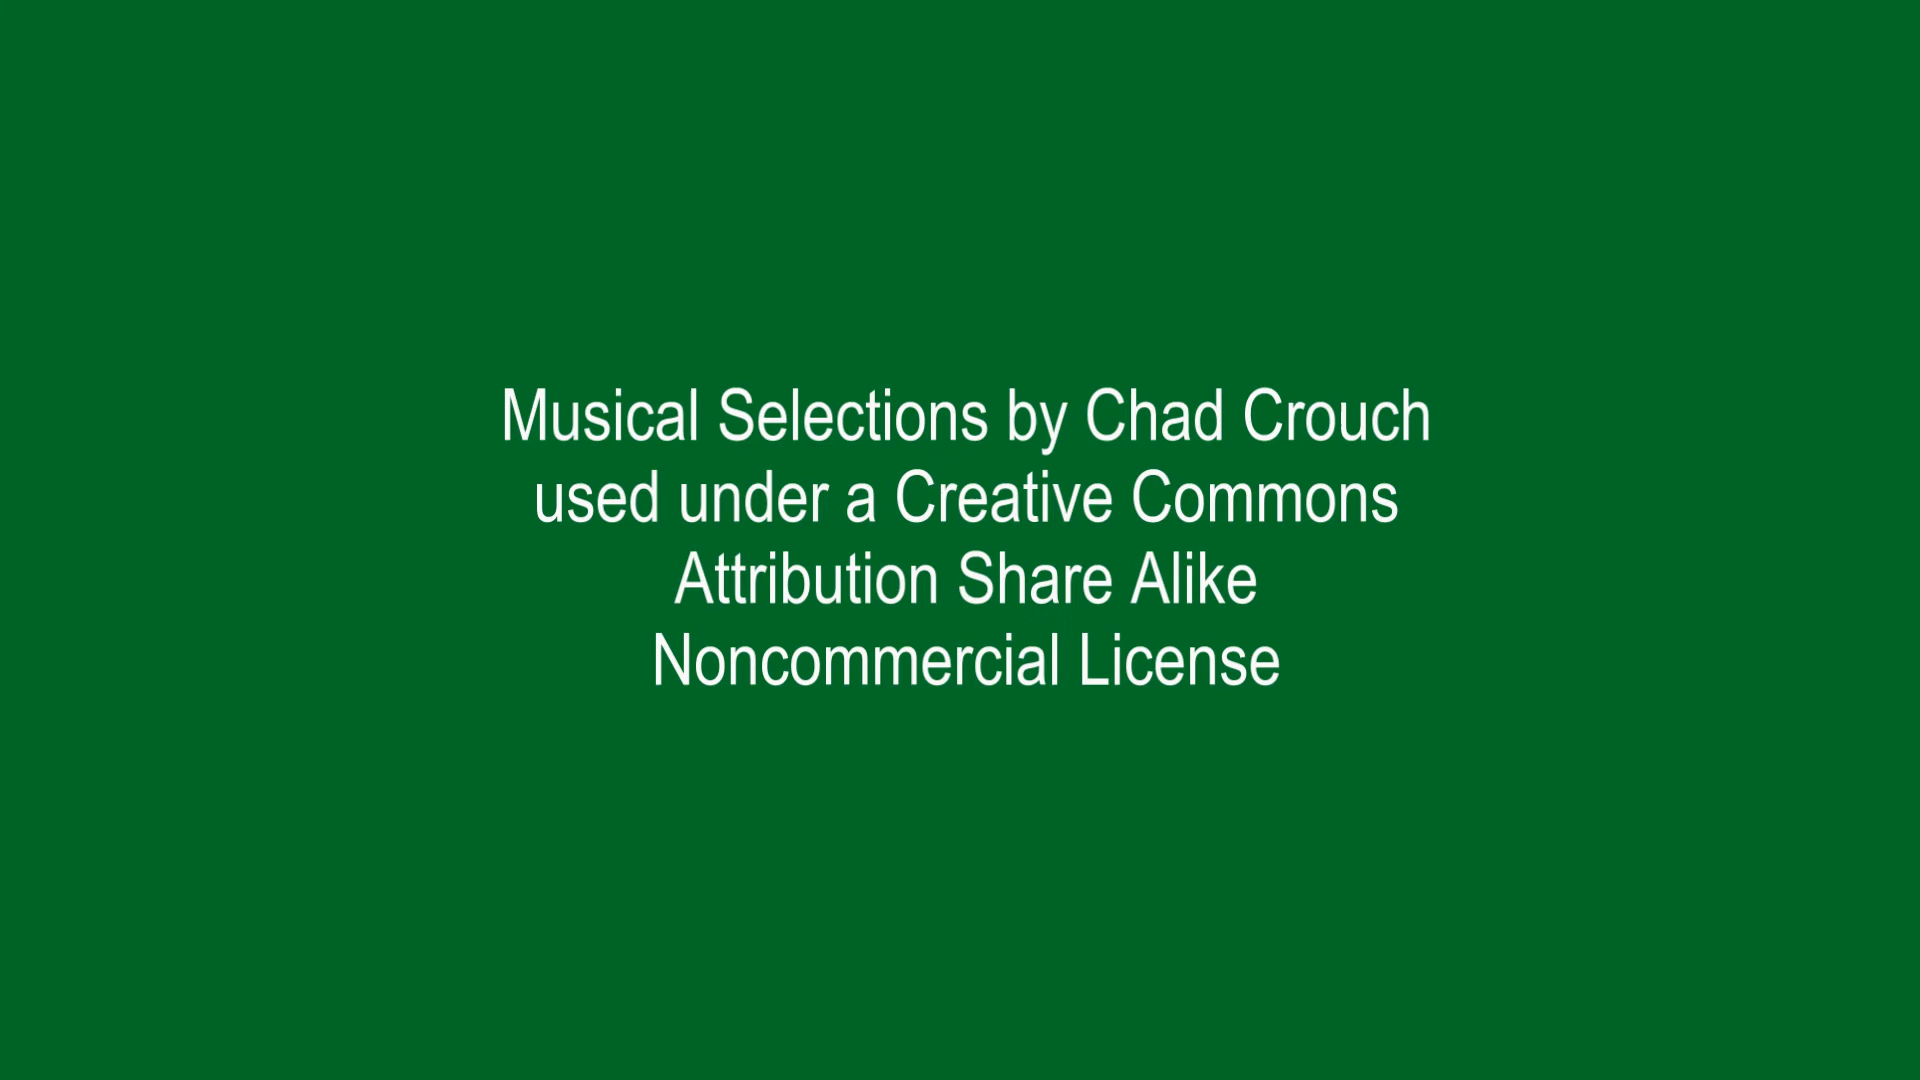 Musical Selections by Chad Crouch
used under a Creative Commons
Attribution Share Alike
Noncommercial License